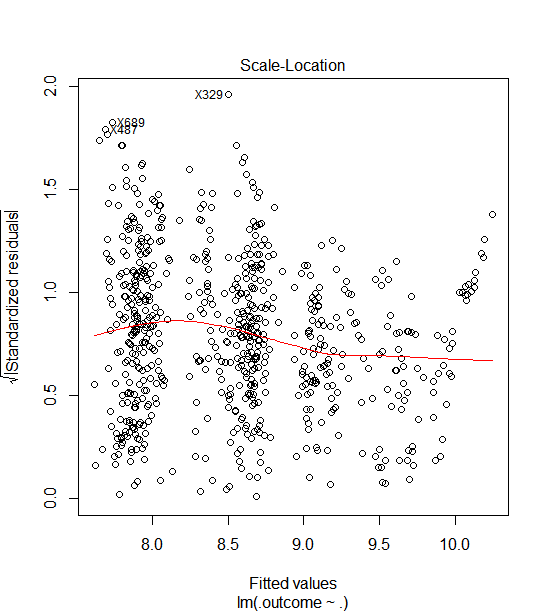 Scale-Location
√|Standardized residuals|
2.0
1.5
1.0
0.5
0.0
X329
X689
X487
8.0 8.5 9.0 9.5 10.0
Fitted values
lm(.outcome ~ .)